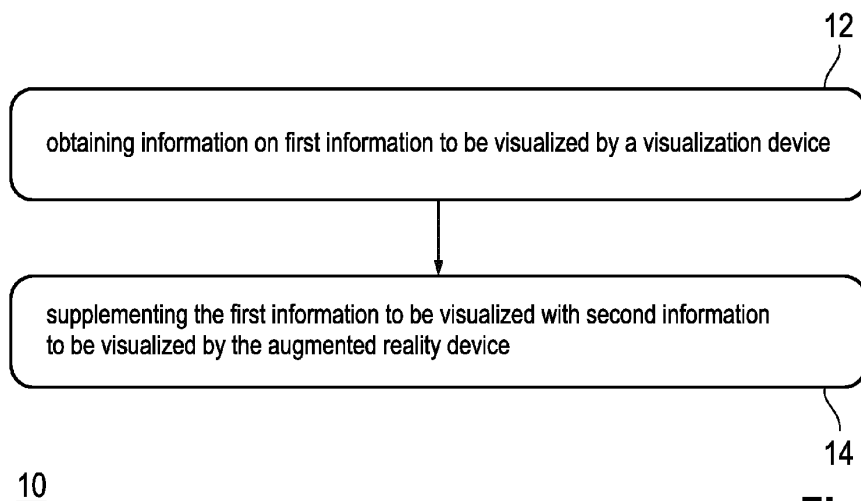 12
obtaining information on first information to be visualized by a visualization device
supplementing the first information to be visualized with second information
to be visualized by the augmented reality device
14
10